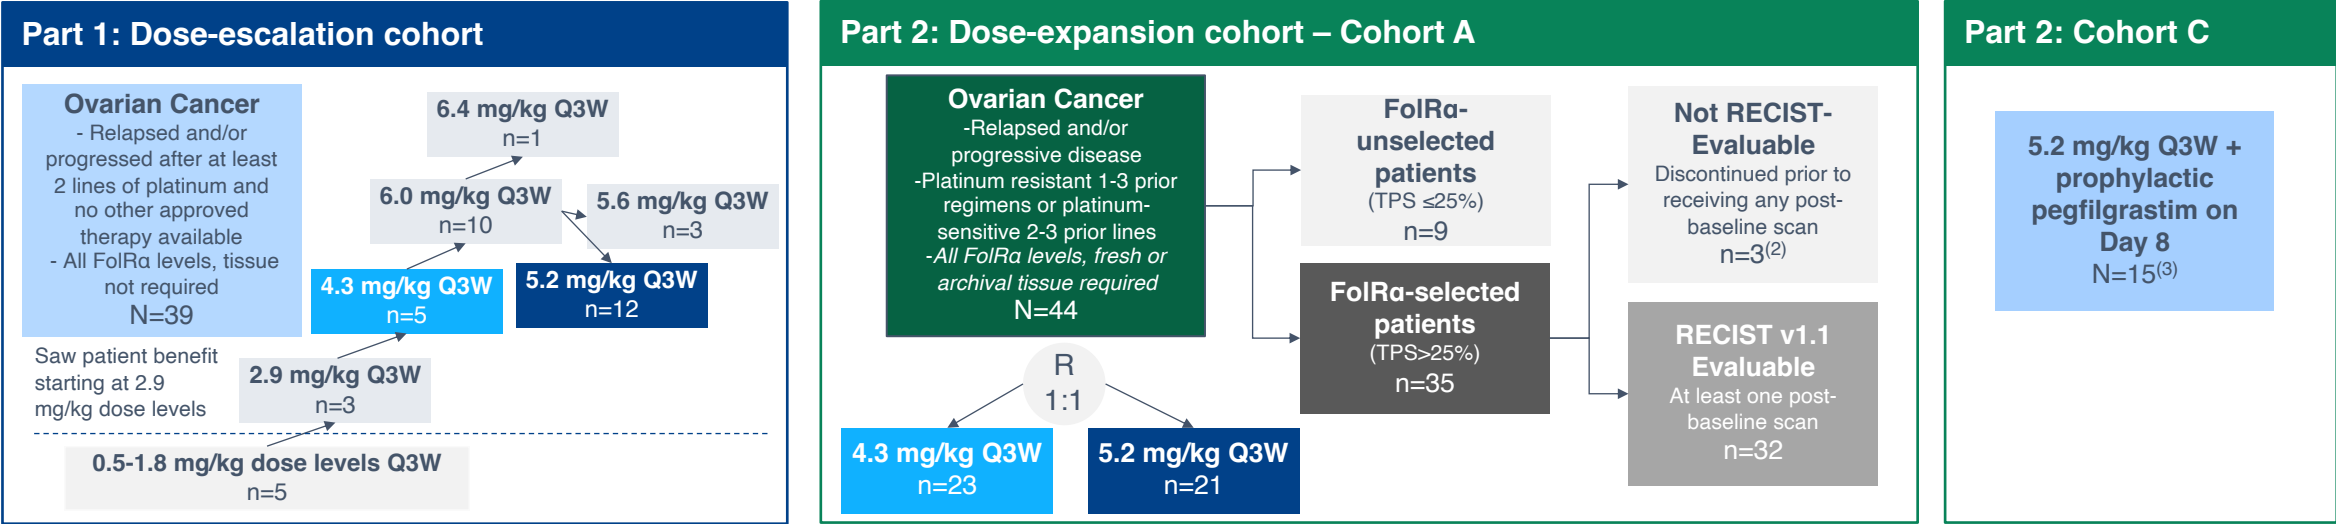 Part 1: Dose-escalation cohort
Ovarian Cancer
- Relapsed and/or
progressed after at least
2 lines of platinum and
no other approved
therapy available
- All FolRα levels, tissue
not required
N=39
Saw patient benefit
starting at 2.9
mg/kg dose levels
6.4 mg/kg Q3W
n=1
6.0 mg/kg Q3W
n=10
5.6 mg/kg Q3W
n=3
4.3 mg/kg Q3W
n=5
5.2 mg/kg Q3W
n=12
2.9 mg/kg Q3W
n=3
0.5-1.8 mg/kg dose levels Q3W
n=5
Part 2: Dose-expansion cohort – Cohort A
Ovarian Cancer
-Relapsed and/or
progressive disease
-Platinum resistant 1-3 prior
regimens or platinum-
sensitive 2-3 prior lines
-All FolRα levels, fresh or
archival tissue required
N=44
R
1:1
4.3 mg/kg Q3W
n=23
5.2 mg/kg Q3W
n=21
FolRα-
unselected
patients
(TPS ≤25%)
n=9
FolRα-selected
patients
(TPS>25%)
n=35
Not RECIST-
Evaluable
Discontinued prior to
receiving any post-
baseline scan
n=3(2)
RECIST v1.1
Evaluable
At least one post-
baseline scan
n=32
Part 2: Cohort C
5.2 mg/kg Q3W +
prophylactic
pegfilgrastim on
Day 8
N=15(3)